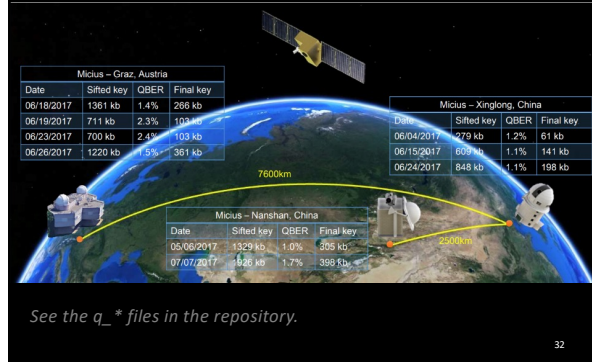 Micius – Graz, Austria
Date Sifted key QBER Final key
06/18/2017 1361 kb 1.4% 266 kb
06/19/2017 711 kb 2.3% 103 kb
06/23/2017 700 kb 2.4% 103 kb
06/26/2017 1220 kb 1.5% 361 kb
Micius – Xinglong, China
Date Sifted key QBER Final key
06/04/2017 279 kb 1.2% 61 kb
06/15/2017 609 kb 1.1% 141 kb
06/24/2017 848 kb 1.1% 198 kb
7600km
Micius – Nanshan, China
Date Sifted key QBER Final key
05/06/2017 1329 kb 1.0% 305 kb
07/07/2017 1926 kb 1.7% 398 kb
2500km
See the q_* files in the repository.
32